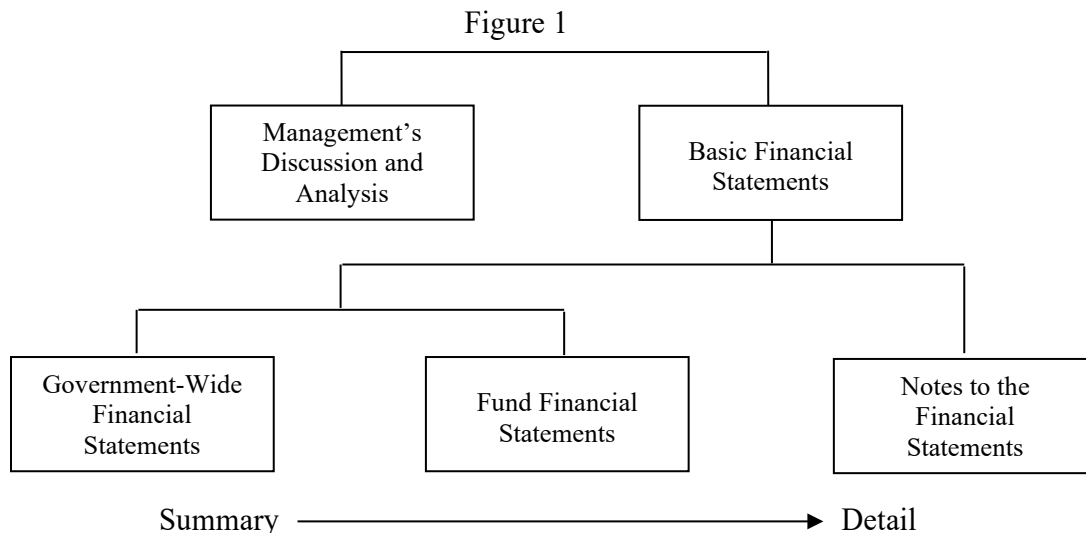 Figure 1
Management’s
Discussion and
Analysis
Basic Financial
Statements
Government-Wide
Financial
Statements
Fund Financial
Statements
Notes to the
Financial
Statements
Summary
Detail